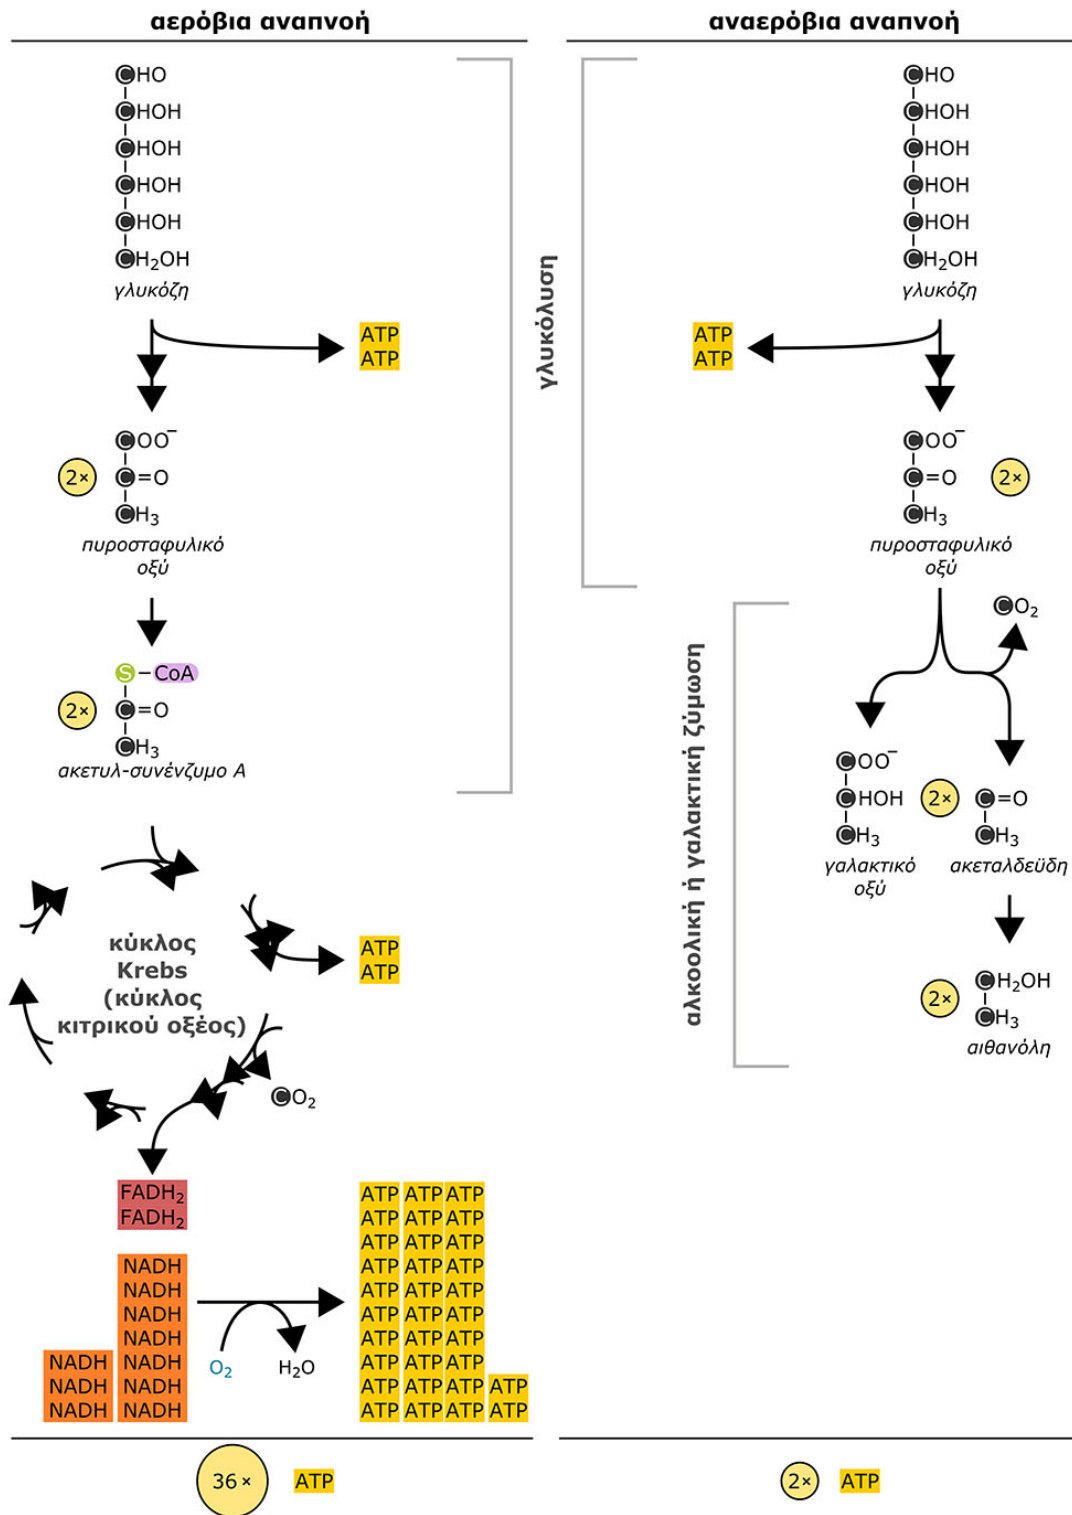 αερόβια αναπνοή
CHO
CHOH
CHOH
CHOH
CHOH
CH₂OH
γλυκόζη
ATP
ATP
2×
COO⁻
C=O
CH₃
πυροσταφυλικό
οξύ
S–CoA
2×
C=O
CH₃
ακετυλ-συνένζυμο Α
γλυκόλυση
κύκλος
Krebs
(κύκλος
κιτρικού οξέος)
ATP
ATP
CO₂
FADH₂
FADH₂
NADH
NADH
NADH
NADH
NADH NADH
NADH NADH
NADH NADH
O₂
H₂O
ATP ATP ATP
ATP ATP ATP
ATP ATP ATP
ATP ATP ATP
ATP ATP ATP
ATP ATP ATP
ATP ATP ATP
ATP ATP ATP
ATP ATP ATP ATP
ATP ATP ATP ATP
36× ATP
αναερόβια αναπνοή
CHO
CHOH
CHOH
CHOH
CHOH
CH₂OH
γλυκόζη
ATP
ATP
COO⁻
C=O
2×
CH₃
πυροσταφυλικό
οξύ
CO₂
αλκοολική ή γαλακτική ζύμωση
COO⁻
CHOH
CH₃
γαλακτικό
οξύ
2×
C=O
CH₃
ακεταλδεϋδη
2×
CH₂OH
CH₃
αιθανόλη
2× ATP